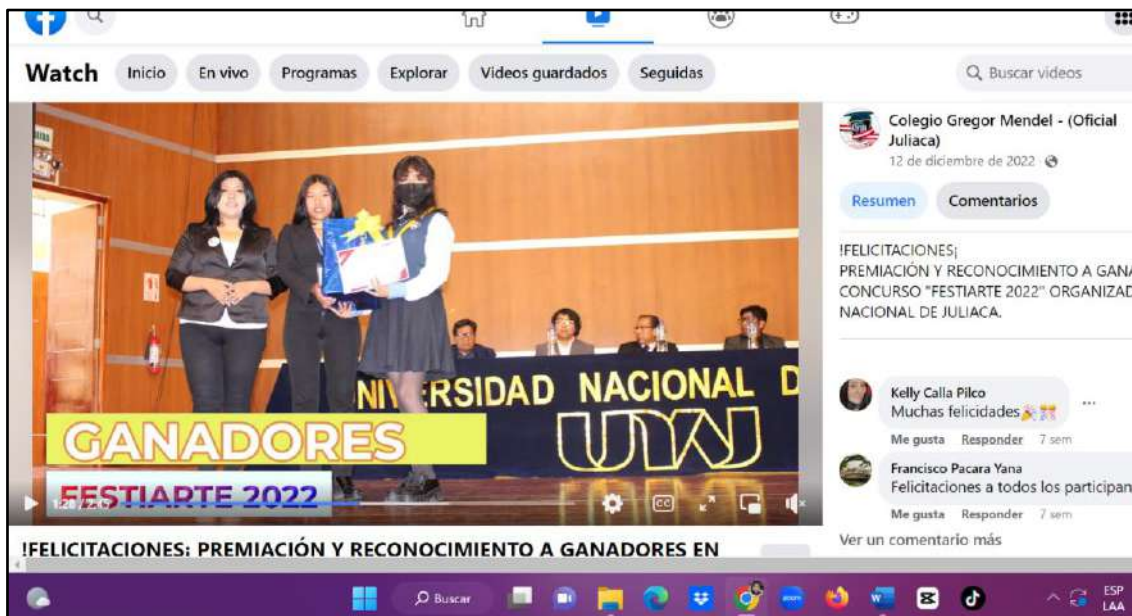 Watch
Inicio
En vivo
Programas
Explorar
Videos guardados
Seguidas
Buscar videos
Colegio Gregor Mendel - (Oficial
Juliaca)
12 de diciembre de 2022
Resumen
Comentarios
!FELICITACIONES¡
PREMIACIÓN Y RECONOCIMIENTO A GANA
CONCURSO "FESTIARTE 2022" ORGANIZAD
NACIONAL DE JULIACA.
NIVERSIDAD NACIONAL D
UNAJ
GANADORES
FESTIARTE 2022
Kelly Calla Pilco
Muchas felicidades🎉🎊
Me gusta Responder 7 sem
Francisco Pacara Yana
Felicitaciones a todos los participan
Me gusta Responder 7 sem
Ver un comentario más
!FELICITACIONES: PREMIACIÓN Y RECONOCIMIENTO A GANADORES EN
Buscar
zoom
ESP
LAA